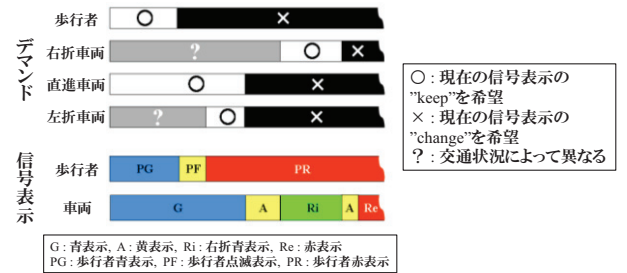 デマンド
歩行者 ○ ×
右折車両 ? ○ ×
直進車両 ○ ×
左折車両 ? ○ ×
信号表示
歩行者 PG PF PR
車両 G A Ri A Re
○ : 現在の信号表示の
”keep”を希望
× : 現在の信号表示の
”change”を希望
? : 交通状況によって異なる
G : 青表示, A : 黄表示, Ri : 右折青表示, Re : 赤表示
PG : 歩行者青表示, PF : 歩行者点滅表示, PR : 歩行者赤表示